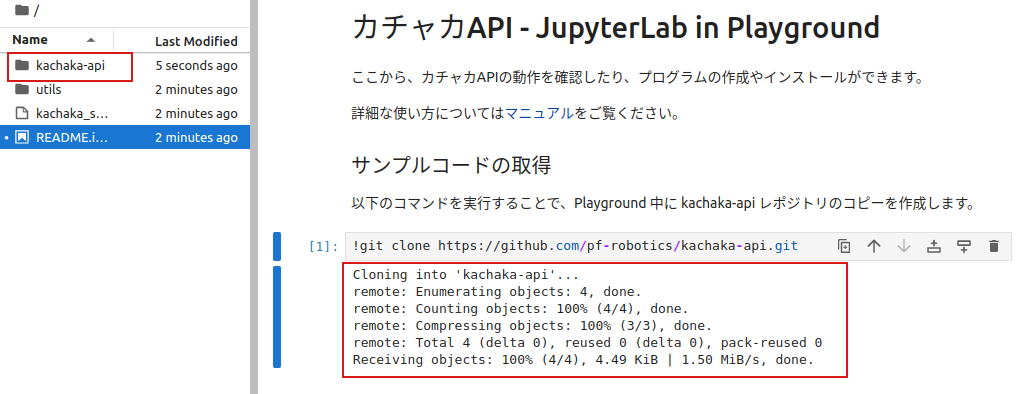 /
Name
Last Modified
kachaka-api
5 seconds ago
utils
2 minutes ago
kachaka_s...
2 minutes ago
README.i...
2 minutes ago
カチャカAPI - JupyterLab in Playground
ここから、カチャカAPIの動作を確認したり、プログラムの作成やインストールができます。
詳細な使い方についてはマニュアルをご覧ください。
サンプルコードの取得
以下のコマンドを実行することで、Playground 中に kachaka-api レポジトリのコピーを作成します。
[1]: !git clone https://github.com/pf-robotics/kachaka-api.git
Cloning into 'kachaka-api'...
remote: Enumerating objects: 4, done.
remote: Counting objects: 100% (4/4), done.
remote: Compressing objects: 100% (3/3), done.
remote: Total 4 (delta 0), reused 0 (delta 0), pack-reused 0
Receiving objects: 100% (4/4), 4.49 KiB | 1.50 MiB/s, done.